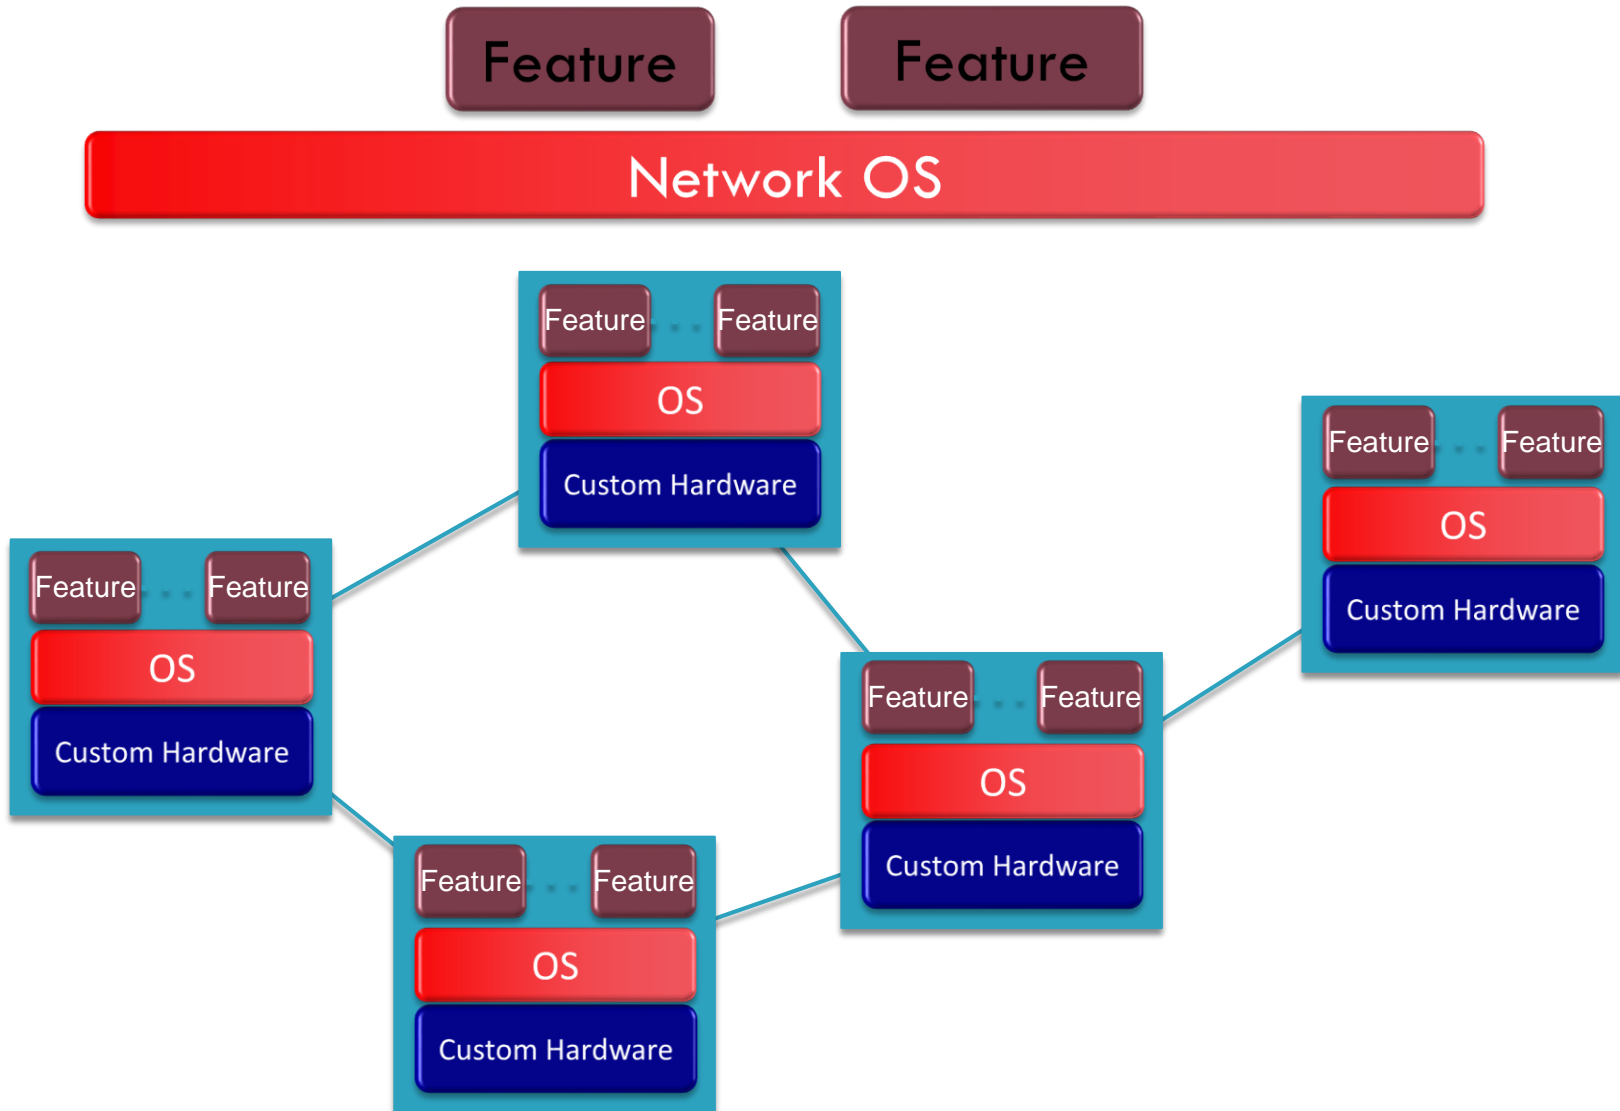 Feature Feature
Network OS
Feature . . . Feature
OS
Custom Hardware
Feature . . . Feature
OS
Custom Hardware
Feature . . . Feature
OS
Custom Hardware
Feature . . . Feature
OS
Custom Hardware
Feature . . . Feature
OS
Custom Hardware